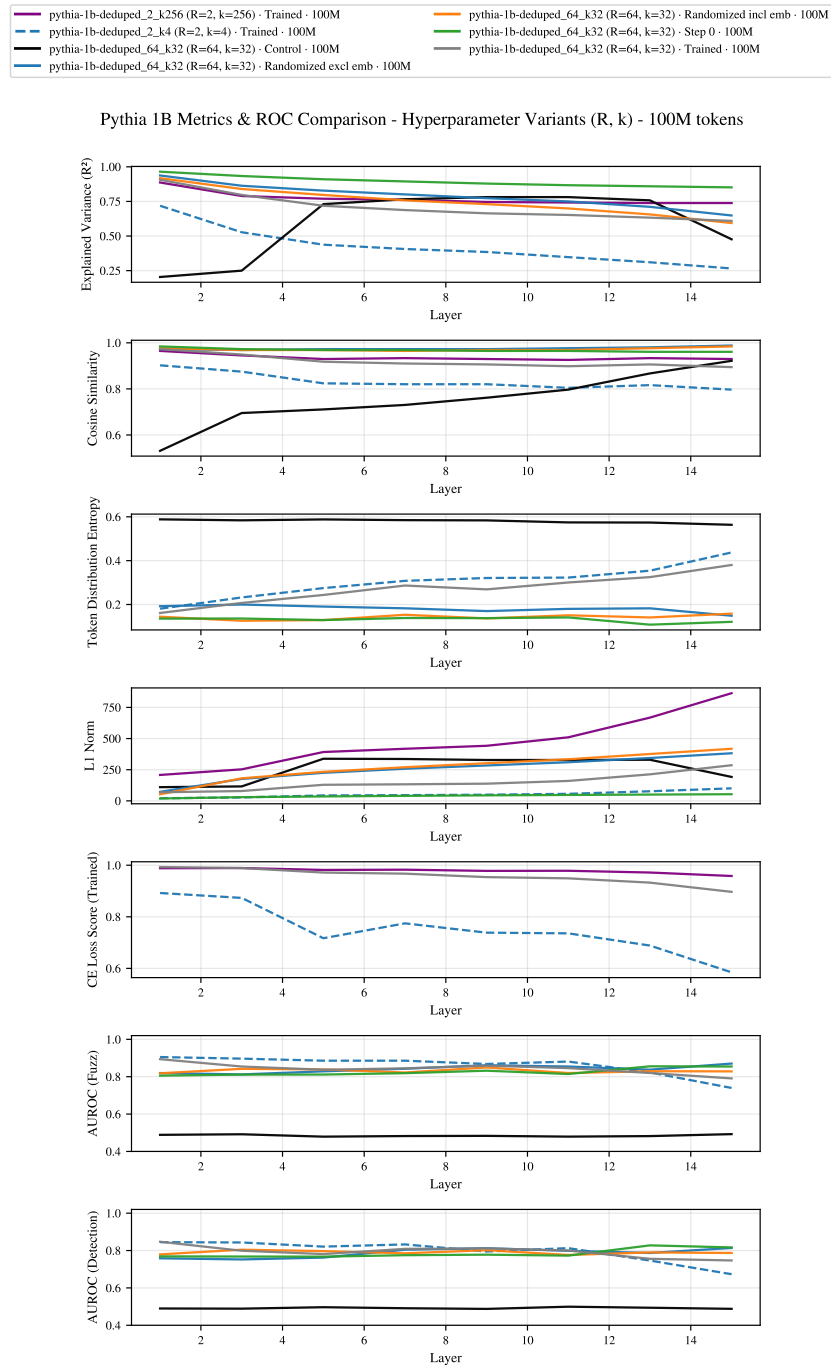 pythia-1b-deduped_2_k256 (R=2, k=256) · Trained · 100M
pythia-1b-deduped_2_k4 (R=2, k=4) · Trained · 100M
pythia-1b-deduped_64_k32 (R=64, k=32) · Control · 100M
pythia-1b-deduped_64_k32 (R=64, k=32) · Randomized excl emb · 100M
pythia-1b-deduped_64_k32 (R=64, k=32) · Randomized incl emb · 100M
pythia-1b-deduped_64_k32 (R=64, k=32) · Step 0 · 100M
pythia-1b-deduped_64_k32 (R=64, k=32) · Trained · 100M
Pythia 1B Metrics & ROC Comparison - Hyperparameter Variants (R, k) - 100M tokens
Explained Variance (R²)
1.00
0.75
0.50
0.25
2 4 6 8 10 12 14
Layer
Cosine Similarity
1.0
0.8
0.6
2 4 6 8 10 12 14
Layer
Token Distribution Entropy
0.6
0.4
0.2
2 4 6 8 10 12 14
Layer
L1 Norm
750
500
250
0
2 4 6 8 10 12 14
Layer
CE Loss Score (Trained)
1.0
0.8
0.6
2 4 6 8 10 12 14
Layer
AUROC (Fuzz)
1.0
0.8
0.6
0.4
2 4 6 8 10 12 14
Layer
AUROC (Detection)
1.0
0.8
0.6
0.4
2 4 6 8 10 12 14
Layer